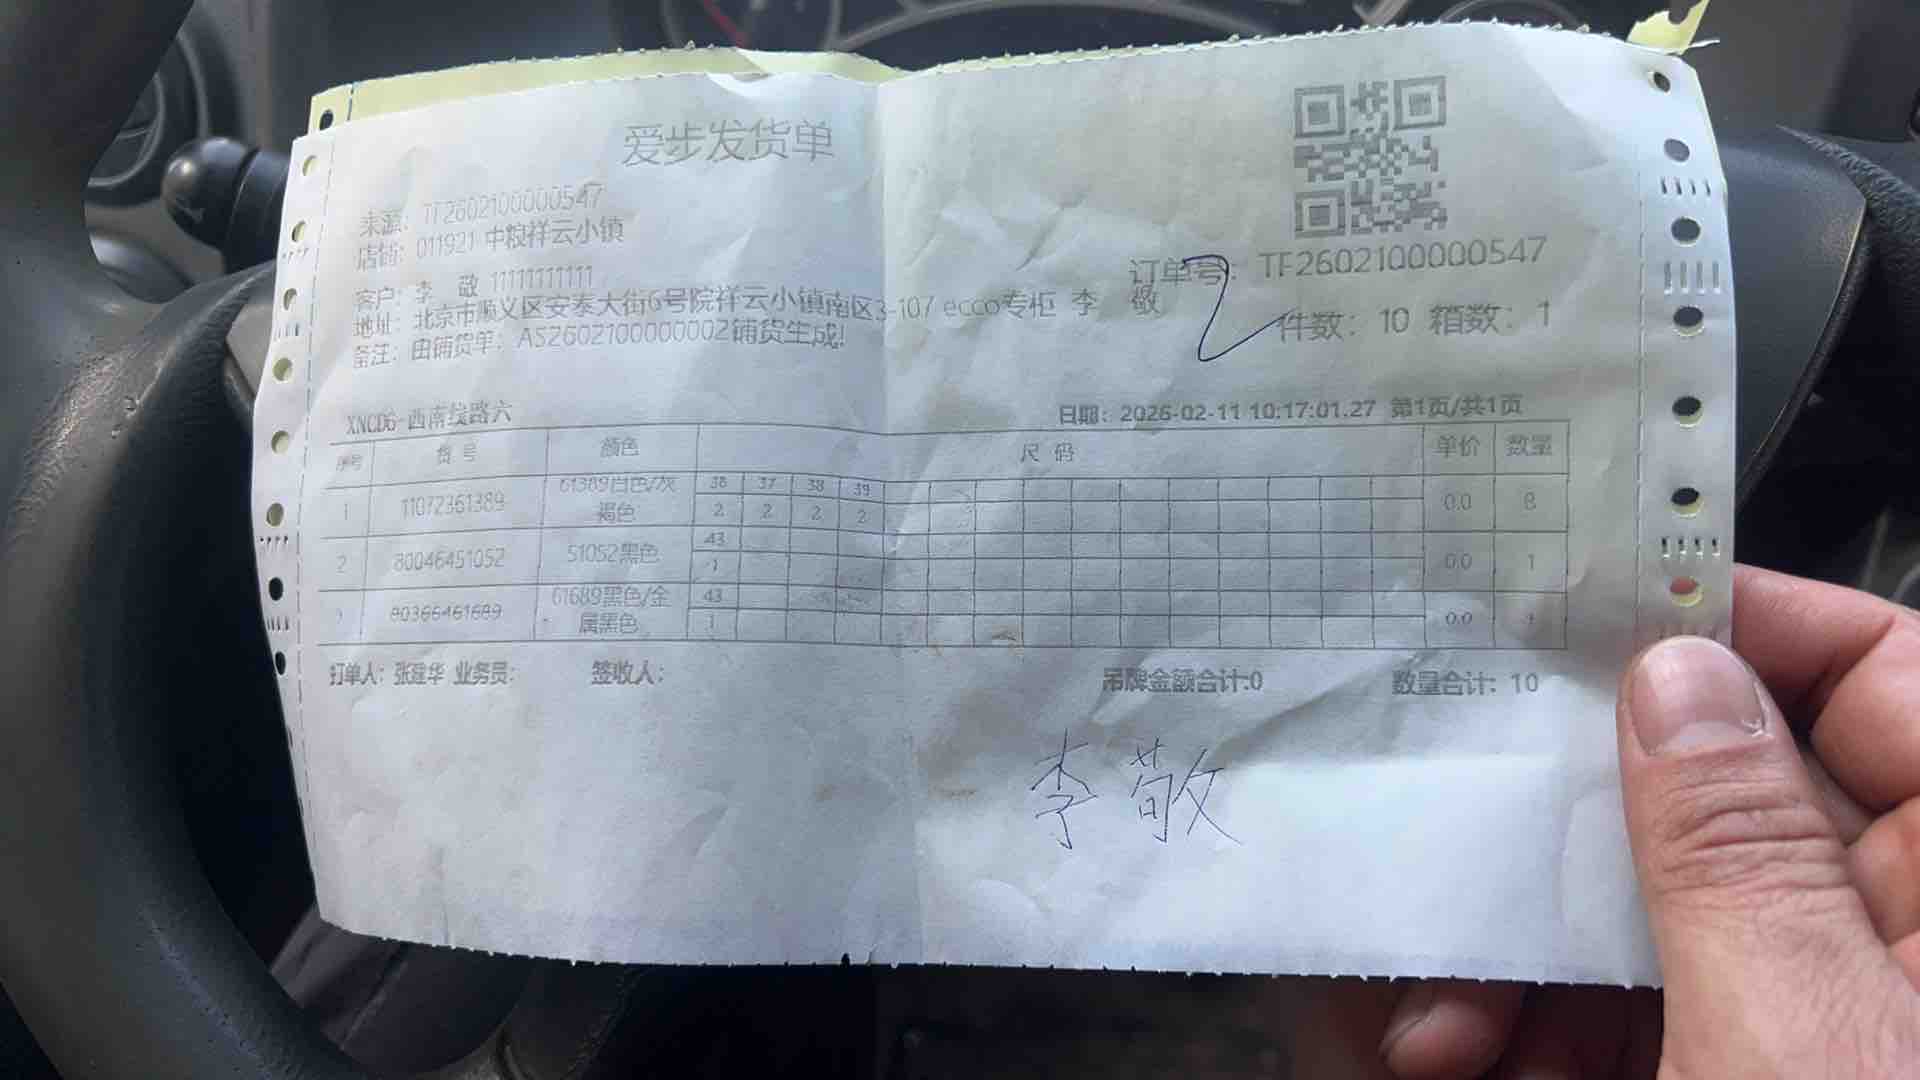 爱步发货单
来源：TF2602100000547
店铺：011921 中粮祥云小镇
客户：李 敬 11111111111
地址：北京市顺义区安泰大街6号院祥云小镇南区3-107 ecco专柜 李 敬
备注：由铺货单：AS2602100000002铺货生成!
订单号：TF2602100000547
2
件数：10 箱数：1
XNCD6-西南线路六
日期：2026-02-11 10:17:01.27 第1页/共1页
序号 货号 颜色 尺码 单价 数量
1 11072361389 61389白色/灰褐色 36 37 38 39 0.0 8
2 2 2 2
2 80046451052 51052黑色 43 0.0 1
1
80366461689 61689黑色/金属黑色 43 0.0 1
1
打单人：张建华 业务员： 签收人： 吊牌金额合计:0 数量合计：10
李敬